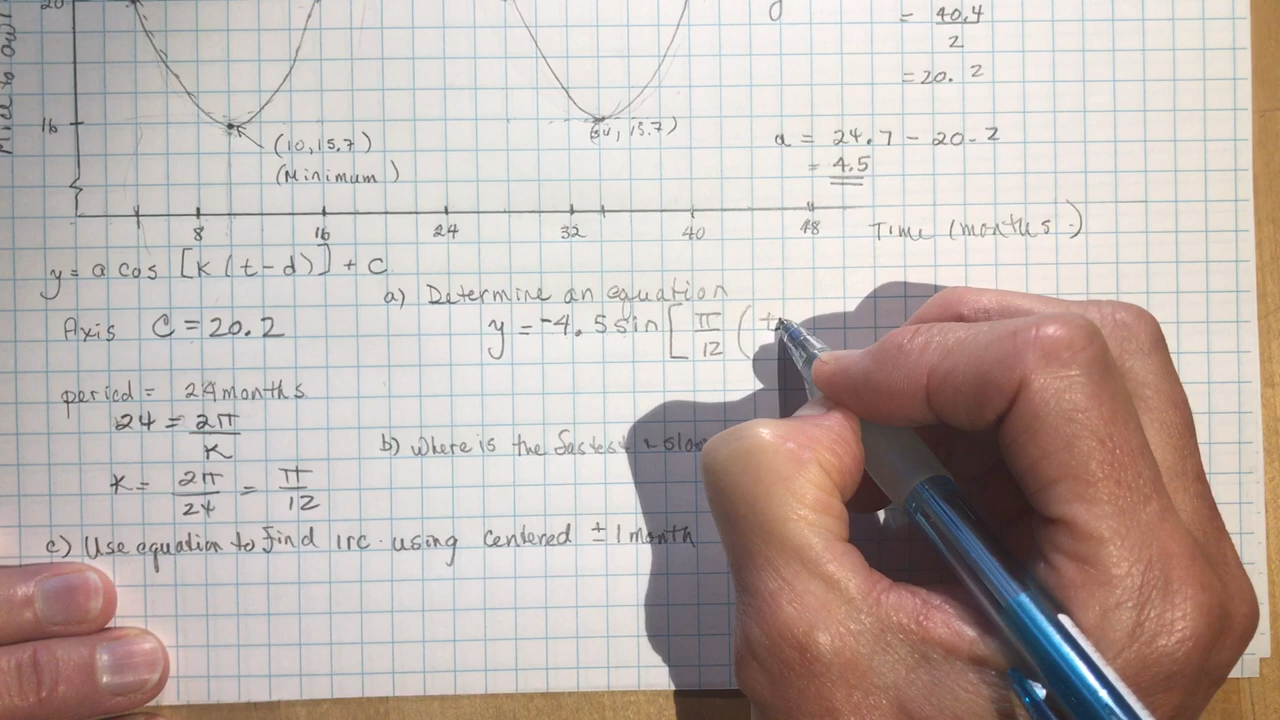 20
= 40.4
2
= 20.2
16
(10, 15.7)
(Minimum)
(34, 15.7)
a = 24.7 - 20.2
= 4.5
8 16 24 32 40 48 Time (months)
y = a cos [K (t-d)] + C
a) Determine an equation
Axis C = 20.2
y = -4.5 sin [π/12 (t
period = 24 months
24 = 2π/K
b) Where is the fastest &
K = 2π/24 = π/12
c) Use equation to find irc. using centered ± 1 month